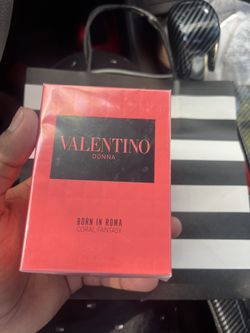 VALENTINO
DONNA
BORN IN ROMA
CORAL FANTASY